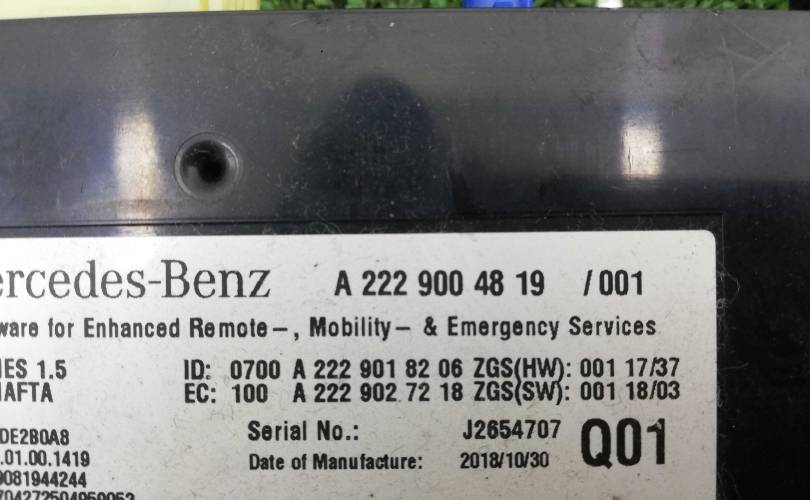 ercedes-Benz A 222 900 48 19 /001
ware for Enhanced Remote-, Mobility- & Emergency Services
ES 1.5 ID: 0700 A 222 901 82 06 ZGS(HW): 001 17/37
AFTA EC: 100 A 222 902 72 18 ZGS(SW): 001 18/03
DE2B0A8 Serial No.: J2654707 Q01
.01.00.1419 Date of Manufacture: 2018/10/30
9081944244